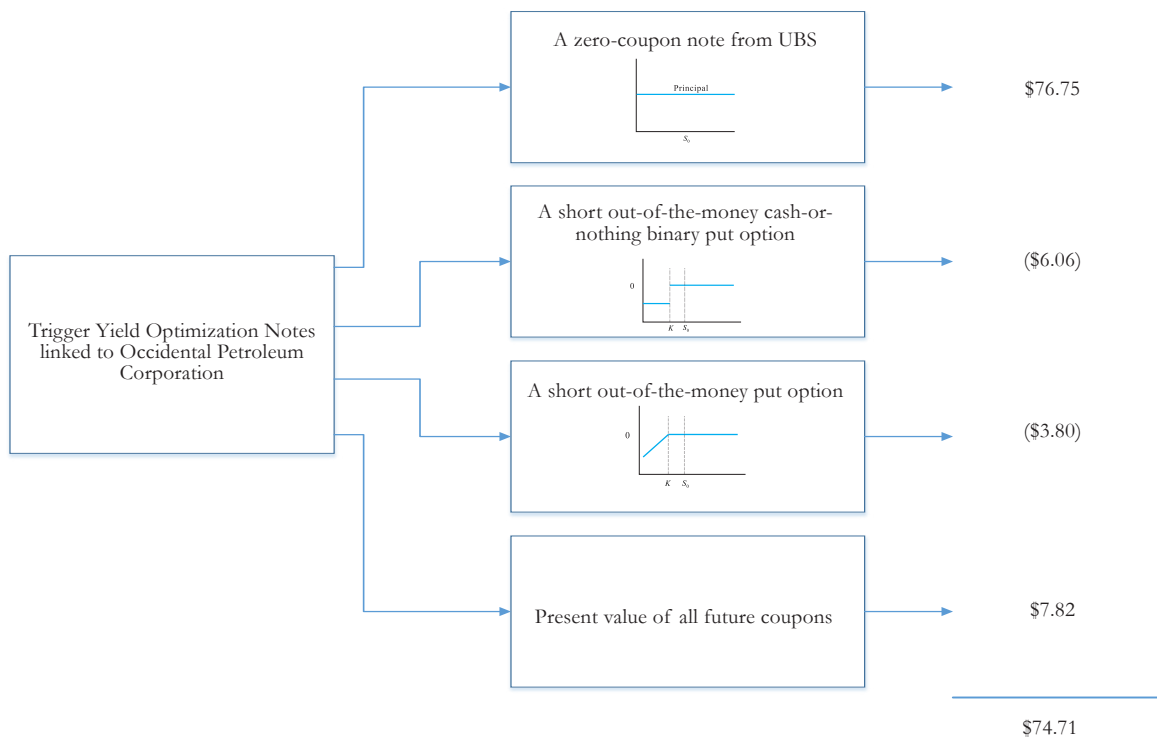 A zero-coupon note from UBS
Principal
S0
$76.75
A short out-of-the-money cash-or-
nothing binary put option
0
K
S0
($6.06)
Trigger Yield Optimization Notes
linked to Occidental Petroleum
Corporation
A short out-of-the-money put option
0
K
S0
($3.80)
Present value of all future coupons
$7.82
$74.71